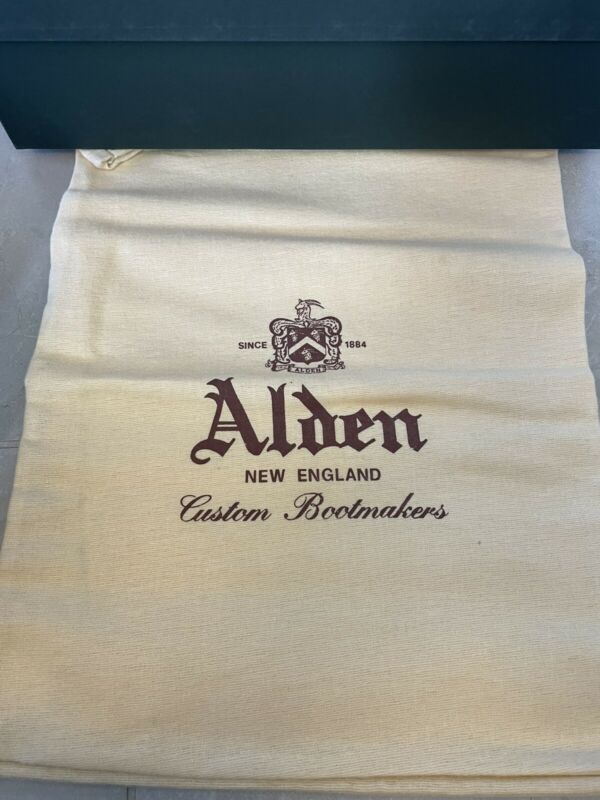 SINCE 1884
ALDEN
Alden
NEW ENGLAND
Custom Bootmakers